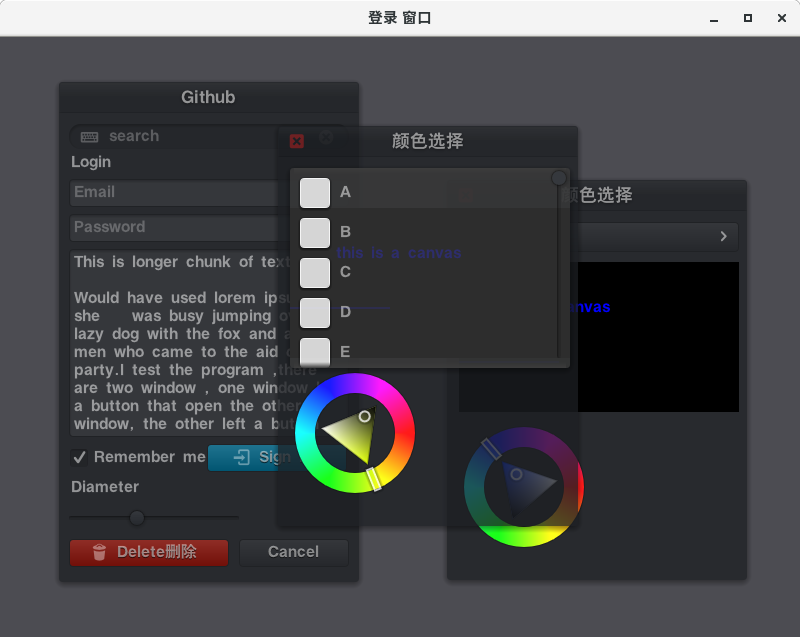 登录 窗口
Github
search
Login
Email
Password
This is longer chunk of text
Would have used lorem ipsu
she was busy jumping o
lazy dog with the fox and a
men who came to the aid o
party.I test the program ,there
are two window , one window
a button that open the other
window, the other left a but
Remember me
Sign
Diameter
Delete删除
Cancel
颜色选择
A
B
this is a canvas
C
D
E
颜色选择
anvas